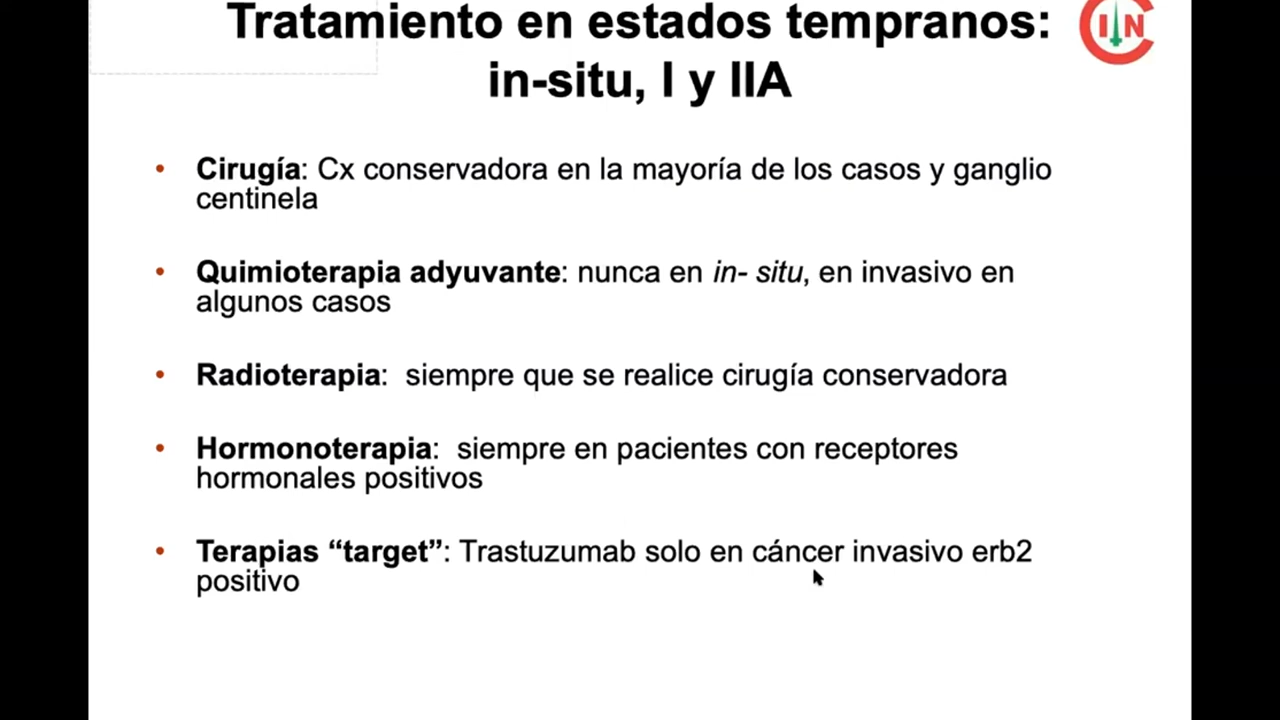 Tratamiento en estados tempranos:
in-situ, I y IIA
IN
• Cirugía: Cx conservadora en la mayoría de los casos y ganglio
centinela
• Quimioterapia adyuvante: nunca en in- situ, en invasivo en
algunos casos
• Radioterapia:  siempre que se realice cirugía conservadora
• Hormonoterapia:  siempre en pacientes con receptores
hormonales positivos
• Terapias “target”: Trastuzumab solo en cáncer invasivo erb2
positivo